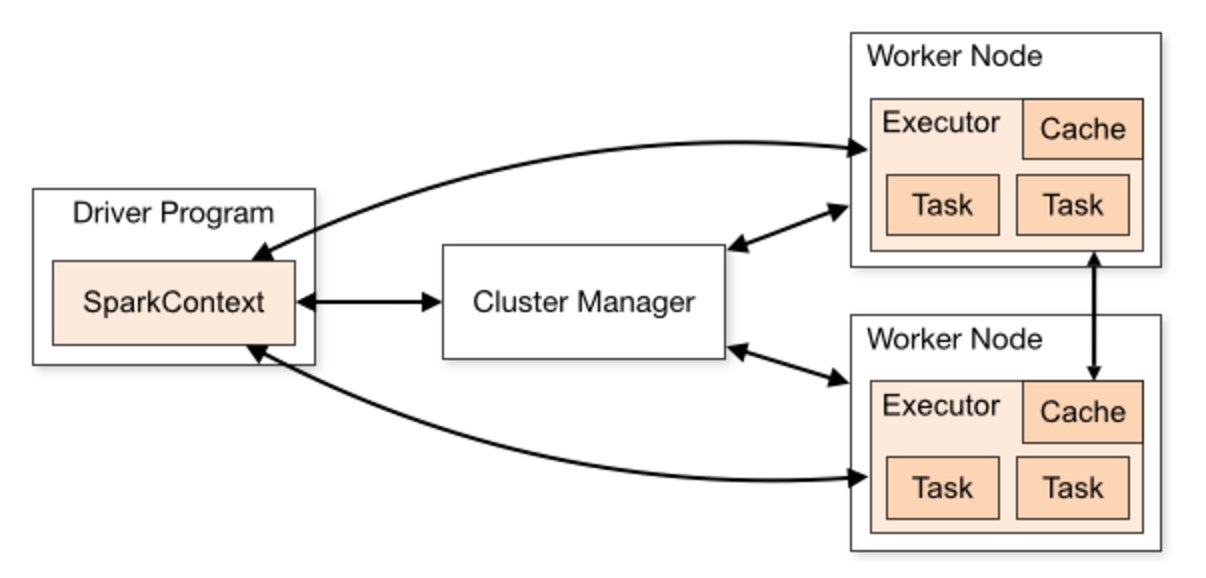 Driver Program
SparkContext
Cluster Manager
Worker Node
Executor
Cache
Task
Task
Worker Node
Executor
Cache
Task
Task